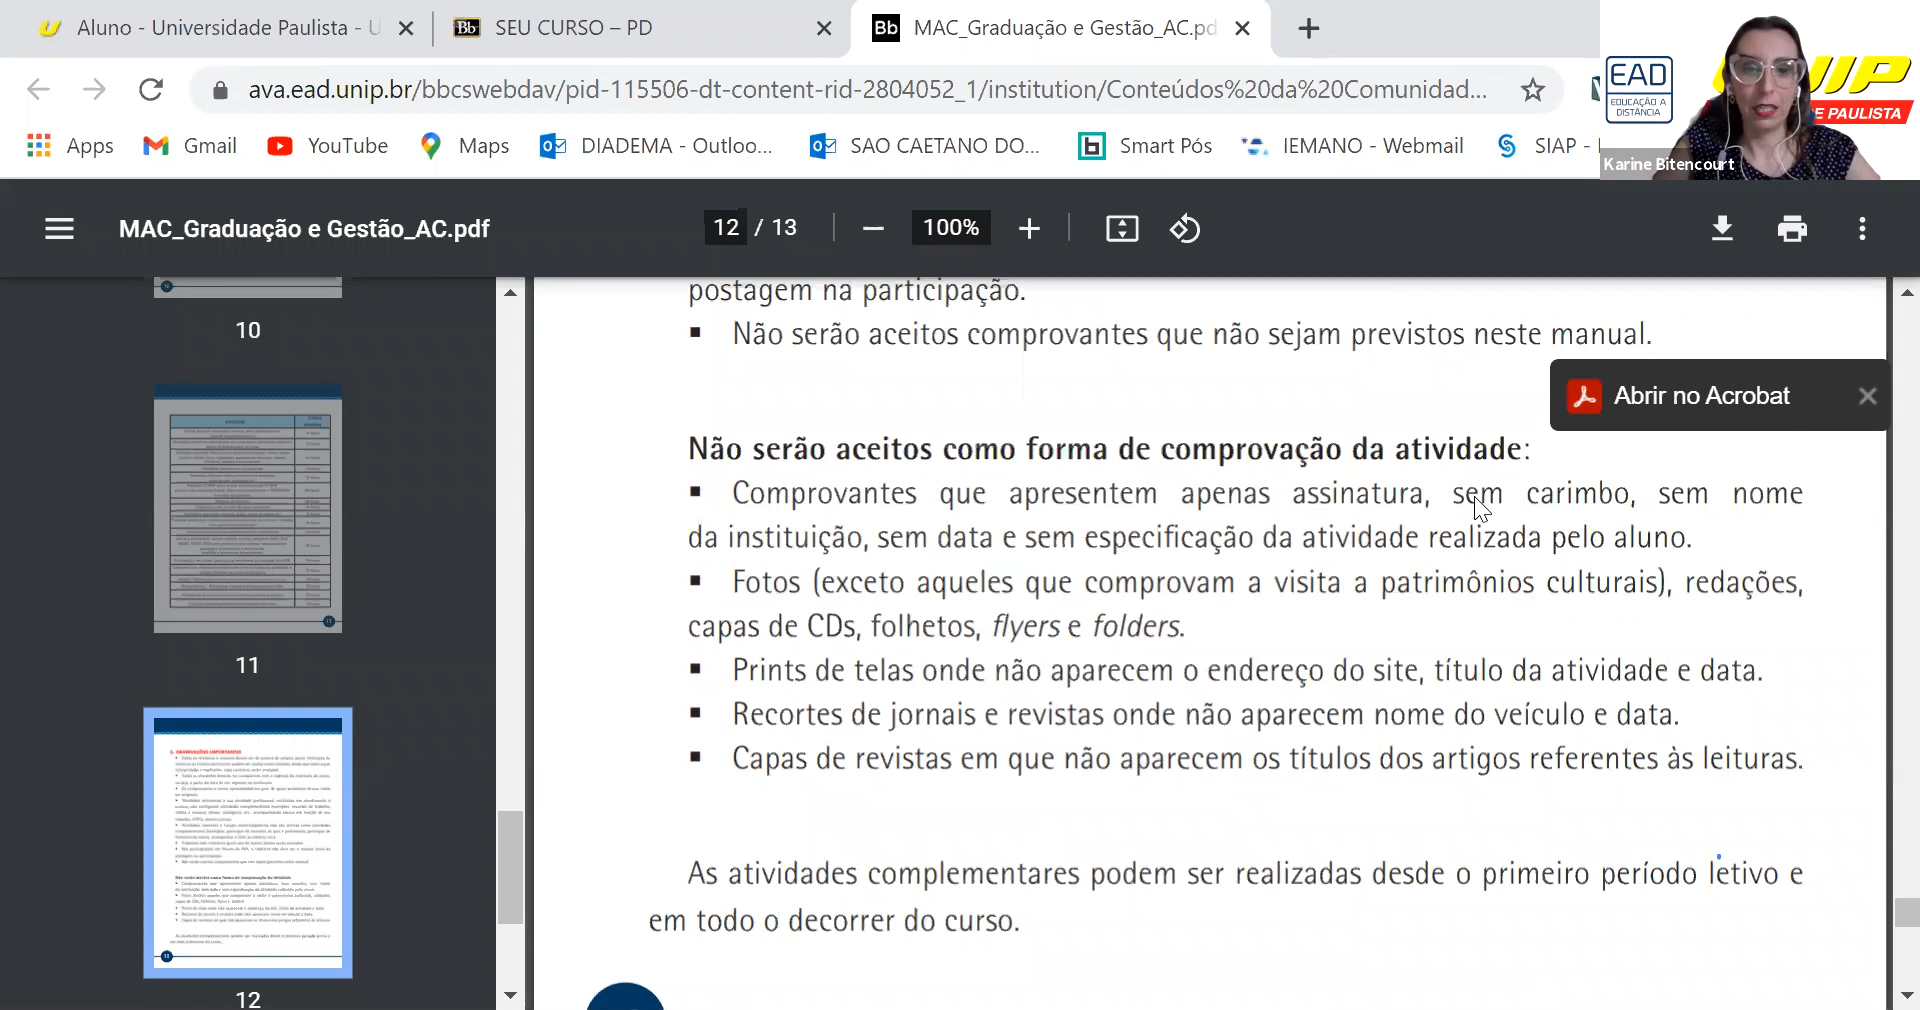 Aluno - Universidade Paulista - U
SEU CURSO – PD
MAC_Graduação e Gestão_AC.pd
ava.ead.unip.br/bbcswebdav/pid-115506-dt-content-rid-2804052_1/institution/Conteúdos%20da%20Comunidad...
Apps
Gmail
YouTube
Maps
DIADEMA - Outloo...
SAO CAETANO DO...
Smart Pós
IEMANO - Webmail
SIAP -
EAD
EDUCAÇÃO A
DISTÂNCIA
E PAULISTA
Karine Bitencourt
MAC_Graduação e Gestão_AC.pdf
12 / 13
100%
10
11
12
postagem na participação.
▪ Não serão aceitos comprovantes que não sejam previstos neste manual.
Abrir no Acrobat
Não serão aceitos como forma de comprovação da atividade:
▪ Comprovantes que apresentem apenas assinatura, sem carimbo, sem nome
da instituição, sem data e sem especificação da atividade realizada pelo aluno.
▪ Fotos (exceto aqueles que comprovam a visita a patrimônios culturais), redações,
capas de CDs, folhetos, flyers e folders.
▪ Prints de telas onde não aparecem o endereço do site, título da atividade e data.
▪ Recortes de jornais e revistas onde não aparecem nome do veículo e data.
▪ Capas de revistas em que não aparecem os títulos dos artigos referentes às leituras.
As atividades complementares podem ser realizadas desde o primeiro período letivo e
em todo o decorrer do curso.